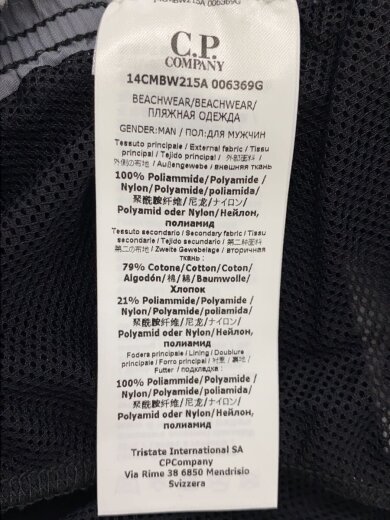 C.P.
COMPANY
14CMBW215A 006369G
BEACHWEAR/BEACHWEAR/
ПЛЯЖНАЯ ОДЕЖДА
GENDER:MAN / ПОЛ:ДЛЯ МУЖЧИН
Tessuto principale / External fabric / Tissu
principal / Tejido principal / 外部面料 /
外側の布地 / Außengewebe / внешняя ткань
100% Poliammide/Polyamide /
Nylon/Polyamide/poliamida/
聚酰胺纤维/尼龙/ナイロン/
Polyamid oder Nylon/Нейлон,
полиамид
Tessuto secondario / Secondary fabric / Tissu
secondarie / Tejido secundario / 第二种面料
第二の布地 / Zweite Gewebelage / вторичная
ткань :
79% Cotone/Cotton/Coton/
Algodón/棉/綿/Baumwolle/
Хлопок
21% Poliammide/Polyamide /
Nylon/Polyamide/poliamida/
聚酰胺纤维/尼龙/ナイロン/
Polyamid oder Nylon/Нейлон,
полиамид
Fodera principale / Lining / Doublure
principale / Forro principal / 衬里 / 裏地 /
Futter / подкладка :
100% Poliammide/Polyamide /
Nylon/Polyamide/poliamida/
聚酰胺纤维/尼龙/ナイロン/
Polyamid oder Nylon/Нейлон,
полиамид
Tristate International SA
CPCompany
Via Rime 38 6850 Mendrisio
Svizzera